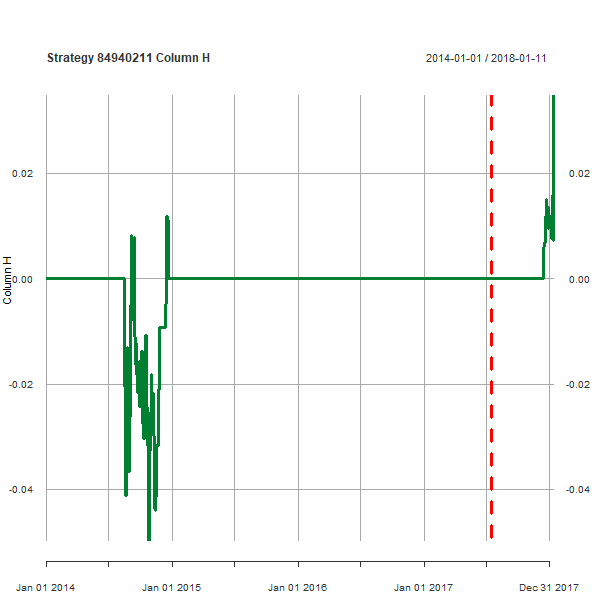 Strategy 84940211 Column H
2014-01-01 / 2018-01-11
0.02
0.02
0.00
0.00
Column H
-0.02
-0.02
-0.04
-0.04
Jan 01 2014
Jan 01 2015
Jan 01 2016
Jan 01 2017
Dec 31 2017